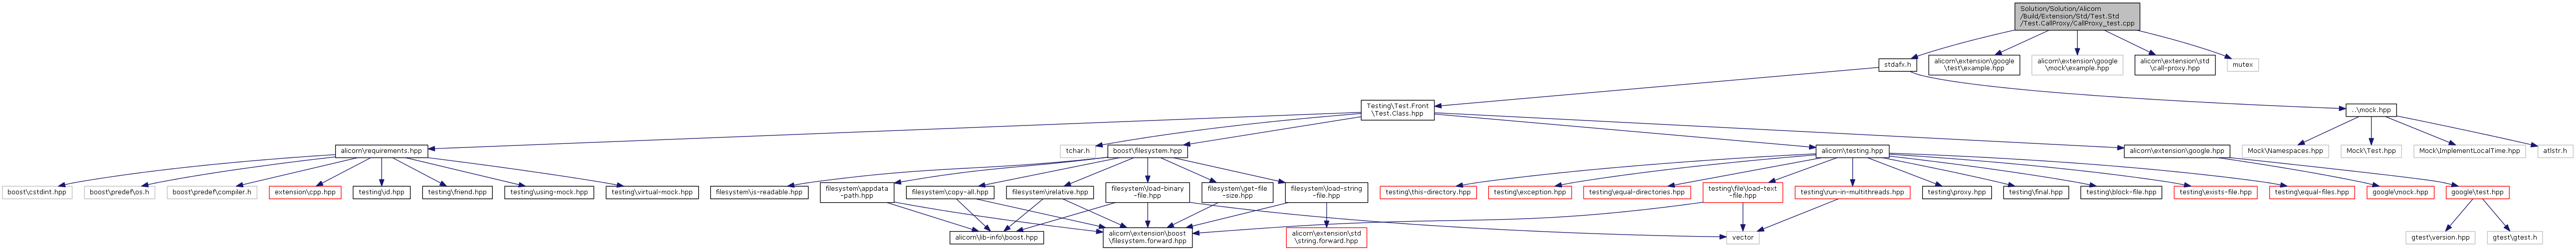 Solution/Solution/Alicorn
/Build/Extension/Std/Test.Std
/Test.CallProxy/CallProxy_test.cpp
stdafx.h
alicorn\extension\google
\test\example.hpp
alicorn\extension\google
\mock\example.hpp
alicorn\extension\std
\call-proxy.hpp
mutex
Testing\Test.Front
\Test.Class.hpp
..\mock.hpp
alicorn\requirements.hpp
tchar.h
boost\filesystem.hpp
alicorn\testing.hpp
alicorn\extension\google.hpp
Mock\Namespaces.hpp
Mock\Test.hpp
Mock\ImplementLocalTime.hpp
atlstr.h
boost\cstdint.hpp
boost\predef\os.h
boost\predef\compiler.h
extension\cpp.hpp
testing\id.hpp
testing\friend.hpp
testing\using-mock.hpp
testing\virtual-mock.hpp
filesystem\is-readable.hpp
filesystem\appdata
-path.hpp
filesystem\copy-all.hpp
filesystem\relative.hpp
filesystem\load-binary
-file.hpp
filesystem\get-file
-size.hpp
filesystem\load-string
-file.hpp
testing\this-directory.hpp
testing\exception.hpp
testing\equal-directories.hpp
testing\file\load-text
-file.hpp
testing\run-in-multithreads.hpp
testing\proxy.hpp
testing\final.hpp
testing\block-file.hpp
testing\exists-file.hpp
testing\equal-files.hpp
google\mock.hpp
google\test.hpp
alicorn\lib-info\boost.hpp
alicorn\extension\boost
\filesystem.forward.hpp
alicorn\extension\std
\string.forward.hpp
vector
gtest\version.hpp
gtest\gtest.h